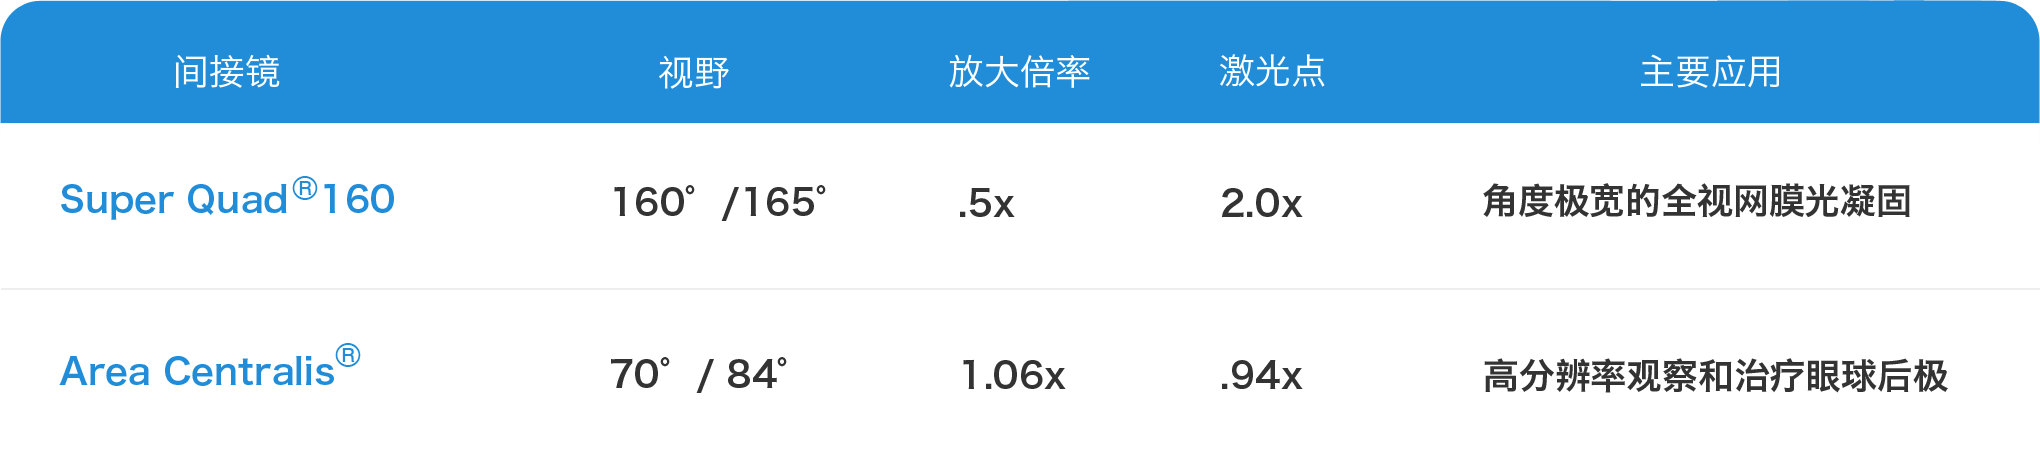 间接镜 视野 放大倍率 激光点 主要应用
Super Quad®160 160° /165° .5x 2.0x 角度极宽的全视网膜光凝固
Area Centralis® 70° / 84° 1.06x .94x 高分辨率观察和治疗眼球后极